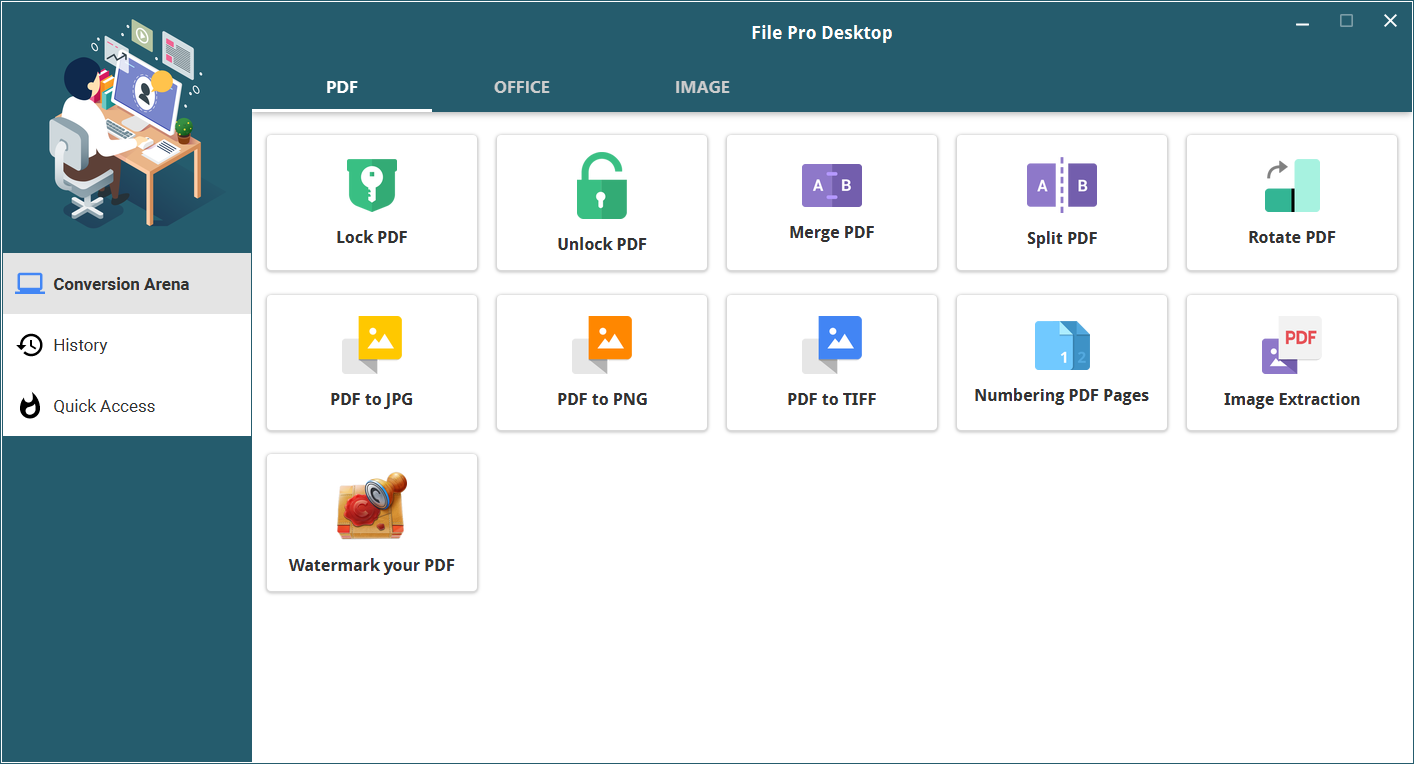 File Pro Desktop
PDF
OFFICE
IMAGE
Conversion Arena
History
Quick Access
A B
A B
Lock PDF
Unlock PDF
Merge PDF
Split PDF
Rotate PDF
1 2
PDF
PDF to JPG
PDF to PNG
PDF to TIFF
Numbering PDF Pages
Image Extraction
C
C
Watermark your PDF